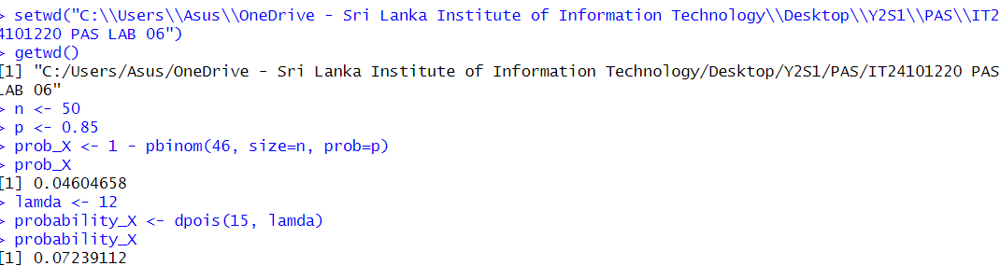 > setwd("C:\\Users\\Asus\\OneDrive - Sri Lanka Institute of Information Technology\\Desktop\\Y2S1\\PAS\\IT2
4101220 PAS LAB 06")
> getwd()
[1] "C:/Users/Asus/OneDrive - Sri Lanka Institute of Information Technology/Desktop/Y2S1/PAS/IT24101220 PAS
LAB 06"
> n <- 50
> p <- 0.85
> prob_X <- 1 - pbinom(46, size=n, prob=p)
> prob_X
[1] 0.04604658
> lamda <- 12
> probability_X <- dpois(15, lamda)
> probability_X
[1] 0.07239112